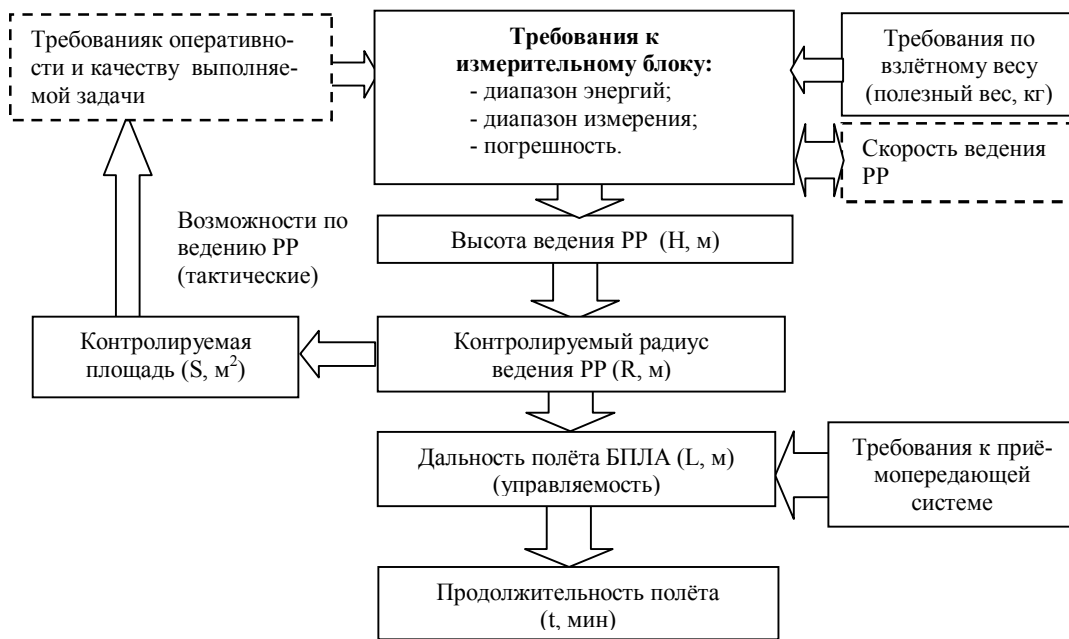 Требованияк оперативно-
сти и качеству выполняе-
мой задачи
Требования к
измерительному блоку:
- диапазон энергий;
- диапазон измерения;
- погрешность.
Требования по
взлётному весу
(полезный вес, кг)
Скорость ведения
РР
Возможности по
ведению РР
(тактические)
Высота ведения РР (H, м)
Контролируемая
площадь (S, м²)
Контролируемый радиус
ведения РР (R, м)
Дальность полёта БПЛА (L, м)
(управляемость)
Требования к приё-
мопередающей
системе
Продолжительность полёта
(t, мин)